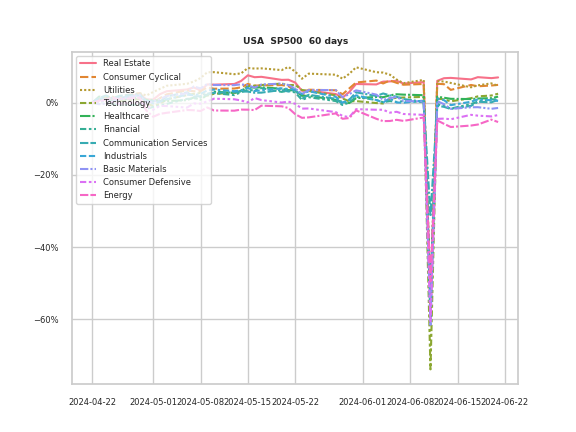 USA SP500 60 days
Real Estate
Consumer Cyclical
Utilities
Technology
Healthcare
Financial
Communication Services
Industrials
Basic Materials
Consumer Defensive
Energy
0%
−20%
−40%
−60%
2024-04-22 2024-05-01 2024-05-08 2024-05-15 2024-05-22 2024-06-01 2024-06-08 2024-06-15 2024-06-22